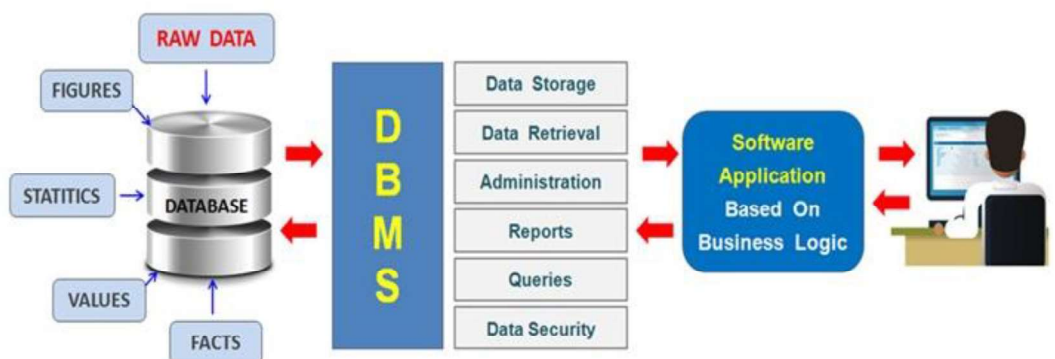 RAW DATA
FIGURES
STATITICS
DATABASE
VALUES
FACTS
D
B
M
S
Data Storage
Data Retrieval
Administration
Reports
Queries
Data Security
Software
Application
Based On
Business Logic